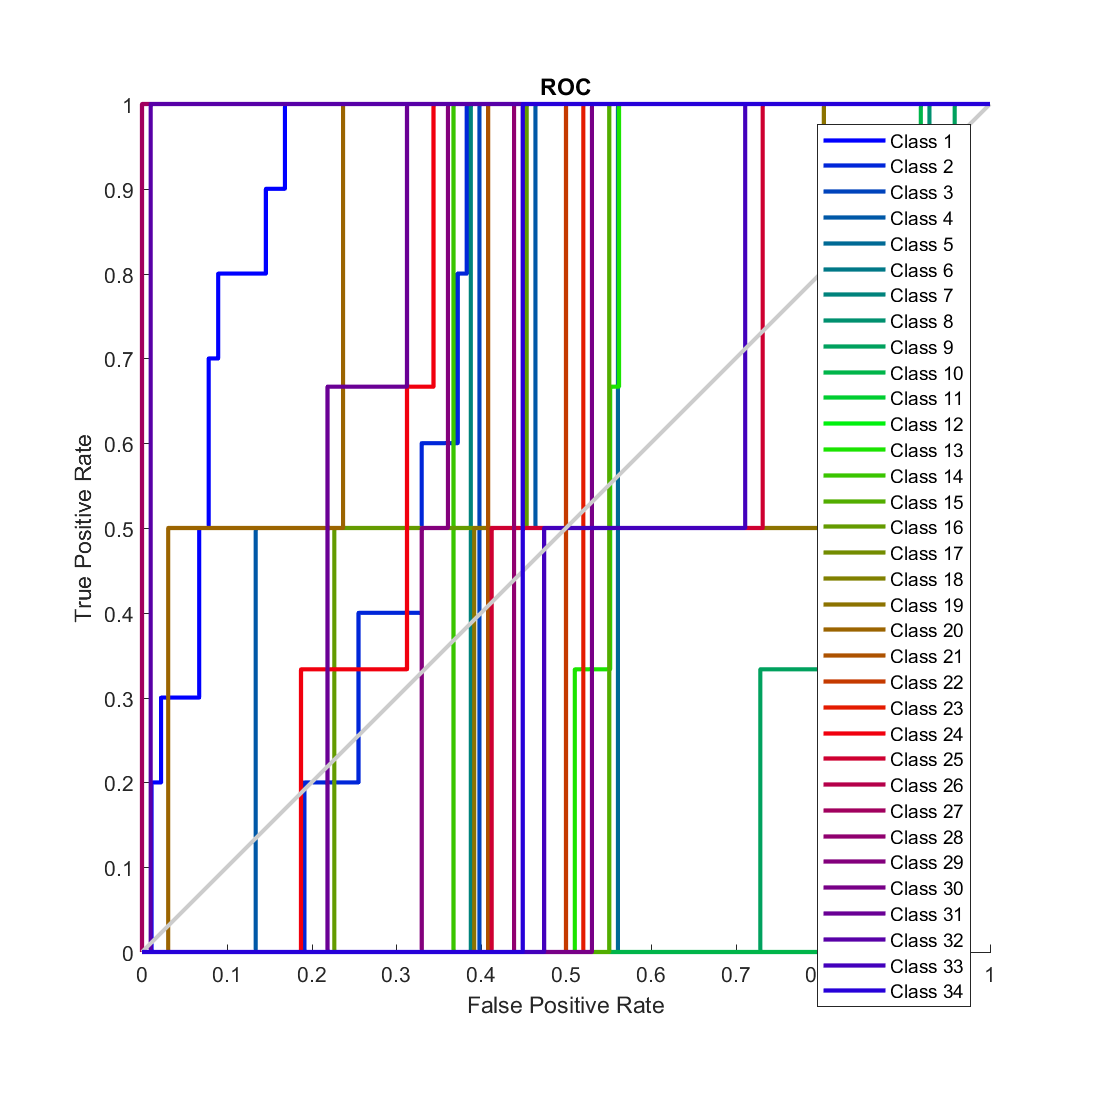 ROC
1
0.9
0.8
0.7
0.6
0.5
0.4
0.3
0.2
0.1
0
True Positive Rate
Class 1
Class 2
Class 3
Class 4
Class 5
Class 6
Class 7
Class 8
Class 9
Class 10
Class 11
Class 12
Class 13
Class 14
Class 15
Class 16
Class 17
Class 18
Class 19
Class 20
Class 21
Class 22
Class 23
Class 24
Class 25
Class 26
Class 27
Class 28
Class 29
Class 30
Class 31
Class 32
Class 33
Class 34
0 0.1 0.2 0.3 0.4 0.5 0.6 0.7 1
False Positive Rate